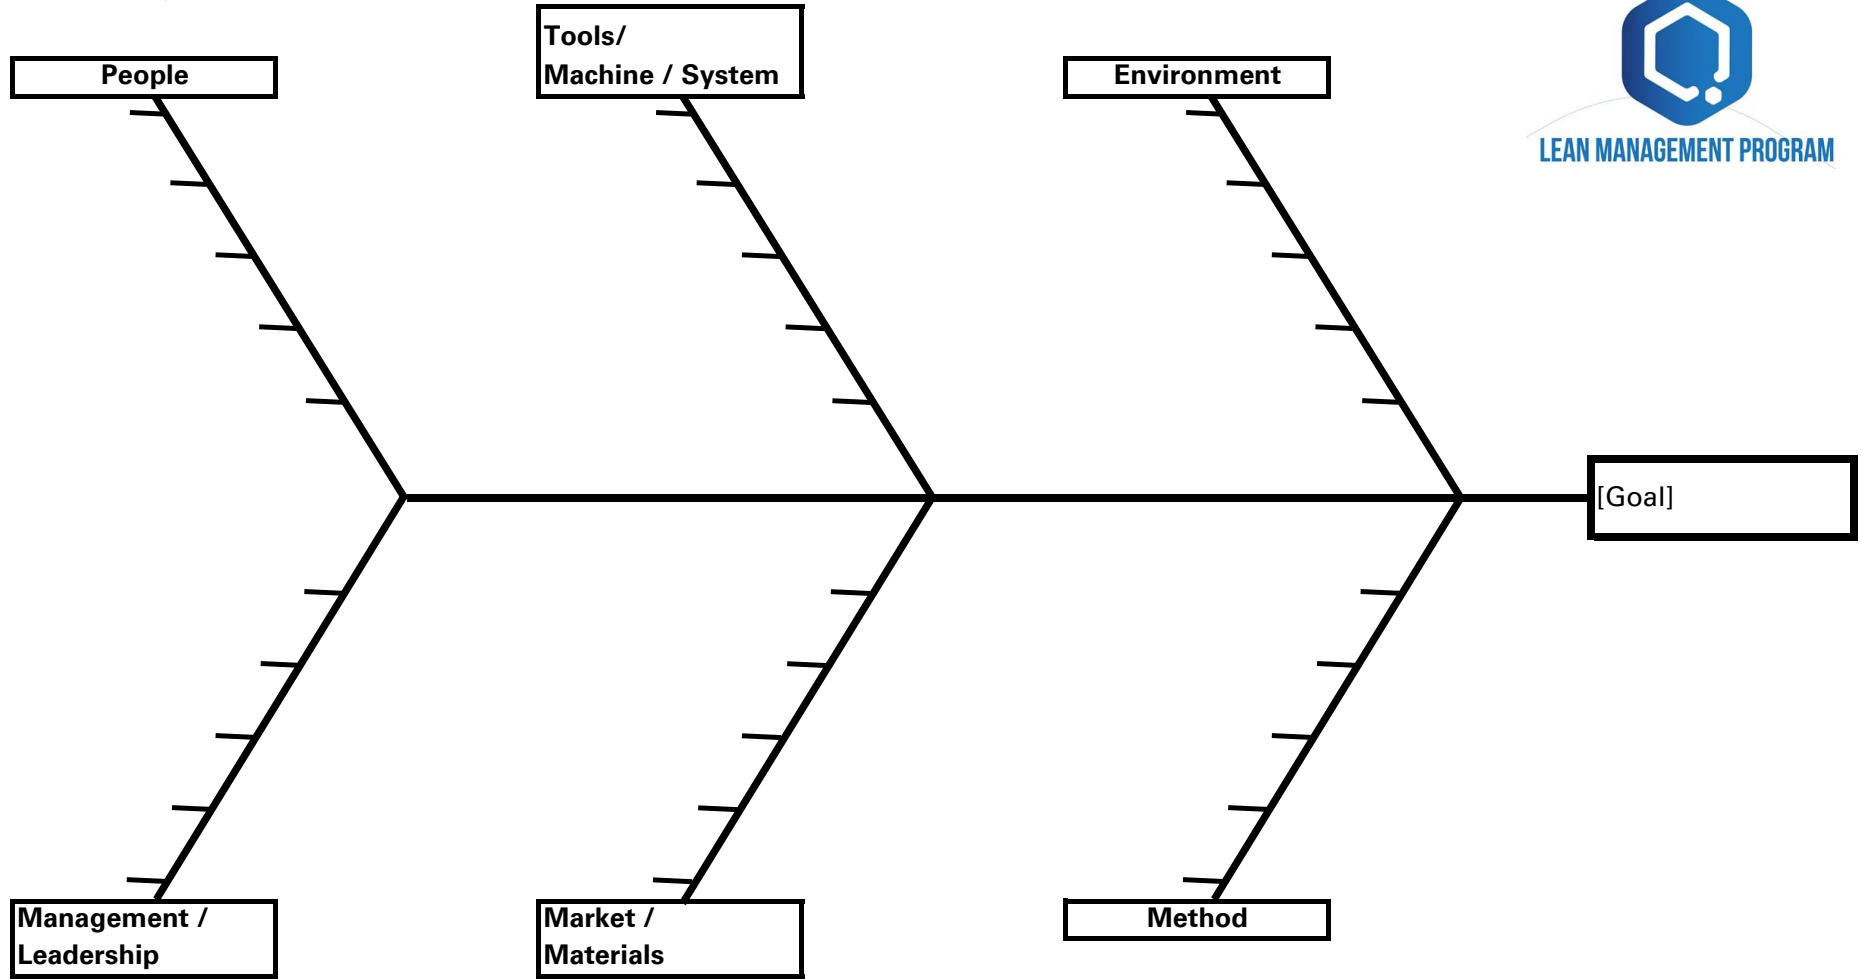 Tools/
Machine / System
People
Environment
LEAN MANAGEMENT PROGRAM
[Goal]
Management /
Leadership
Market /
Materials
Method